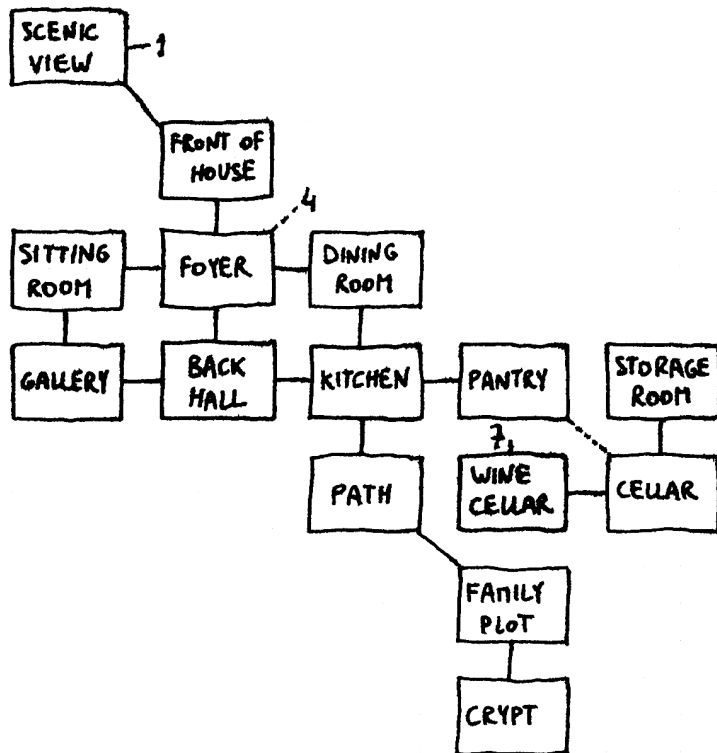 SCENIC
VIEW
1
FRONT OF
HOUSE
4
SITTING
ROOM
FOYER
DINING
ROOM
GALLERY
BACK
HALL
KITCHEN
PANTRY
STORAGE
ROOM
7
PATH
WINE
CELLAR
CELLAR
FAMILY
PLOT
CRYPT